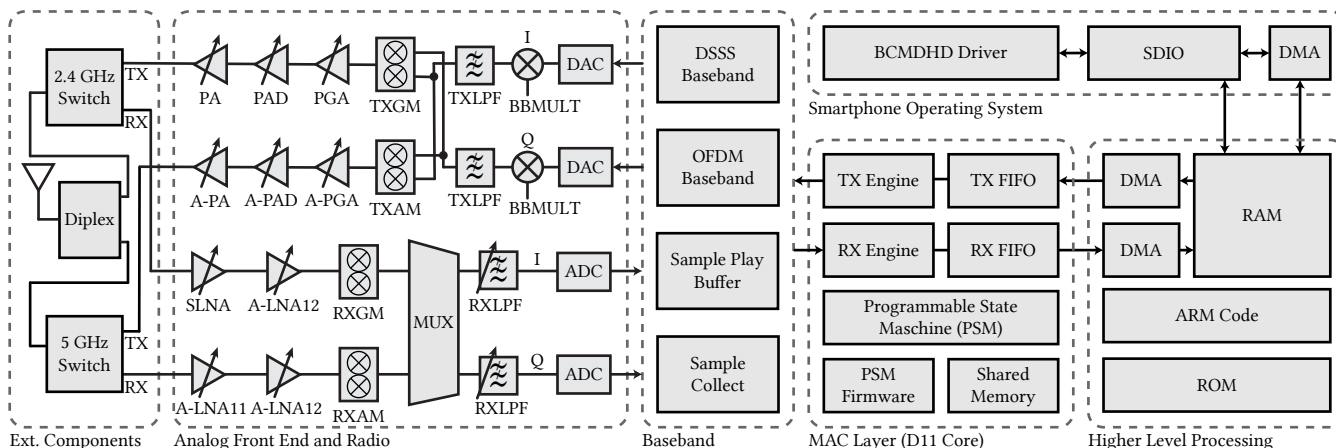 2.4 GHz
Switch
TX
RX
Diplex
5 GHz
Switch
TX
RX
Ext. Components
PA
PAD
PGA
TXGM
TXLPF
I
BBMULT
DAC
A-PA
A-PAD
A-PGA
TXAM
TXLPF
Q
BBMULT
DAC
SLNA
A-LNA12
RXGM
MUX
RXLPF
I
ADC
A-LNA11
A-LNA12
RXAM
RXLPF
Q
ADC
Analog Front End and Radio
DSSS
Baseband
OFDM
Baseband
Sample Play
Buffer
Sample
Collect
Baseband
BCMDHD Driver
SDIO
DMA
Smartphone Operating System
TX Engine
TX FIFO
RX Engine
RX FIFO
Programmable State
Maschine (PSM)
PSM
Firmware
Shared
Memory
MAC Layer (D11 Core)
DMA
DMA
RAM
ARM Code
ROM
Higher Level Processing